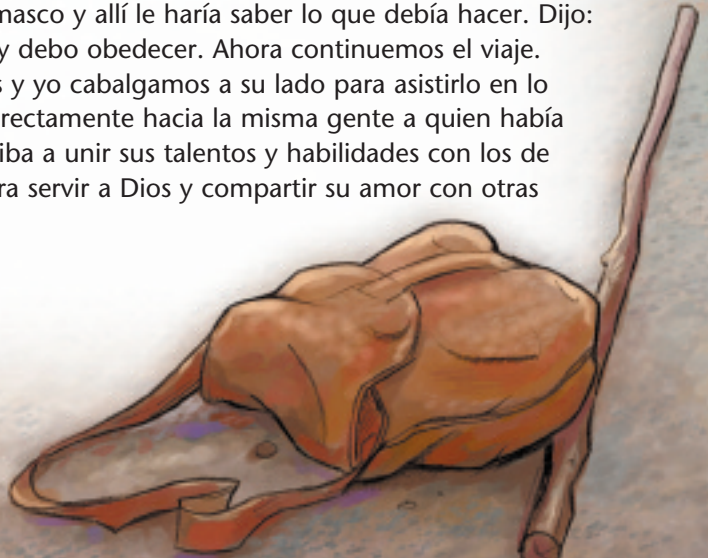 masco y allí le haría saber lo que debía hacer. Dijo:
y debo obedecer. Ahora continuemos el viaje.
s y yo cabalgamos a su lado para asistirlo en lo
rectamente hacia la misma gente a quien había
iba a unir sus talentos y habilidades con los de
ra servir a Dios y compartir su amor con otras